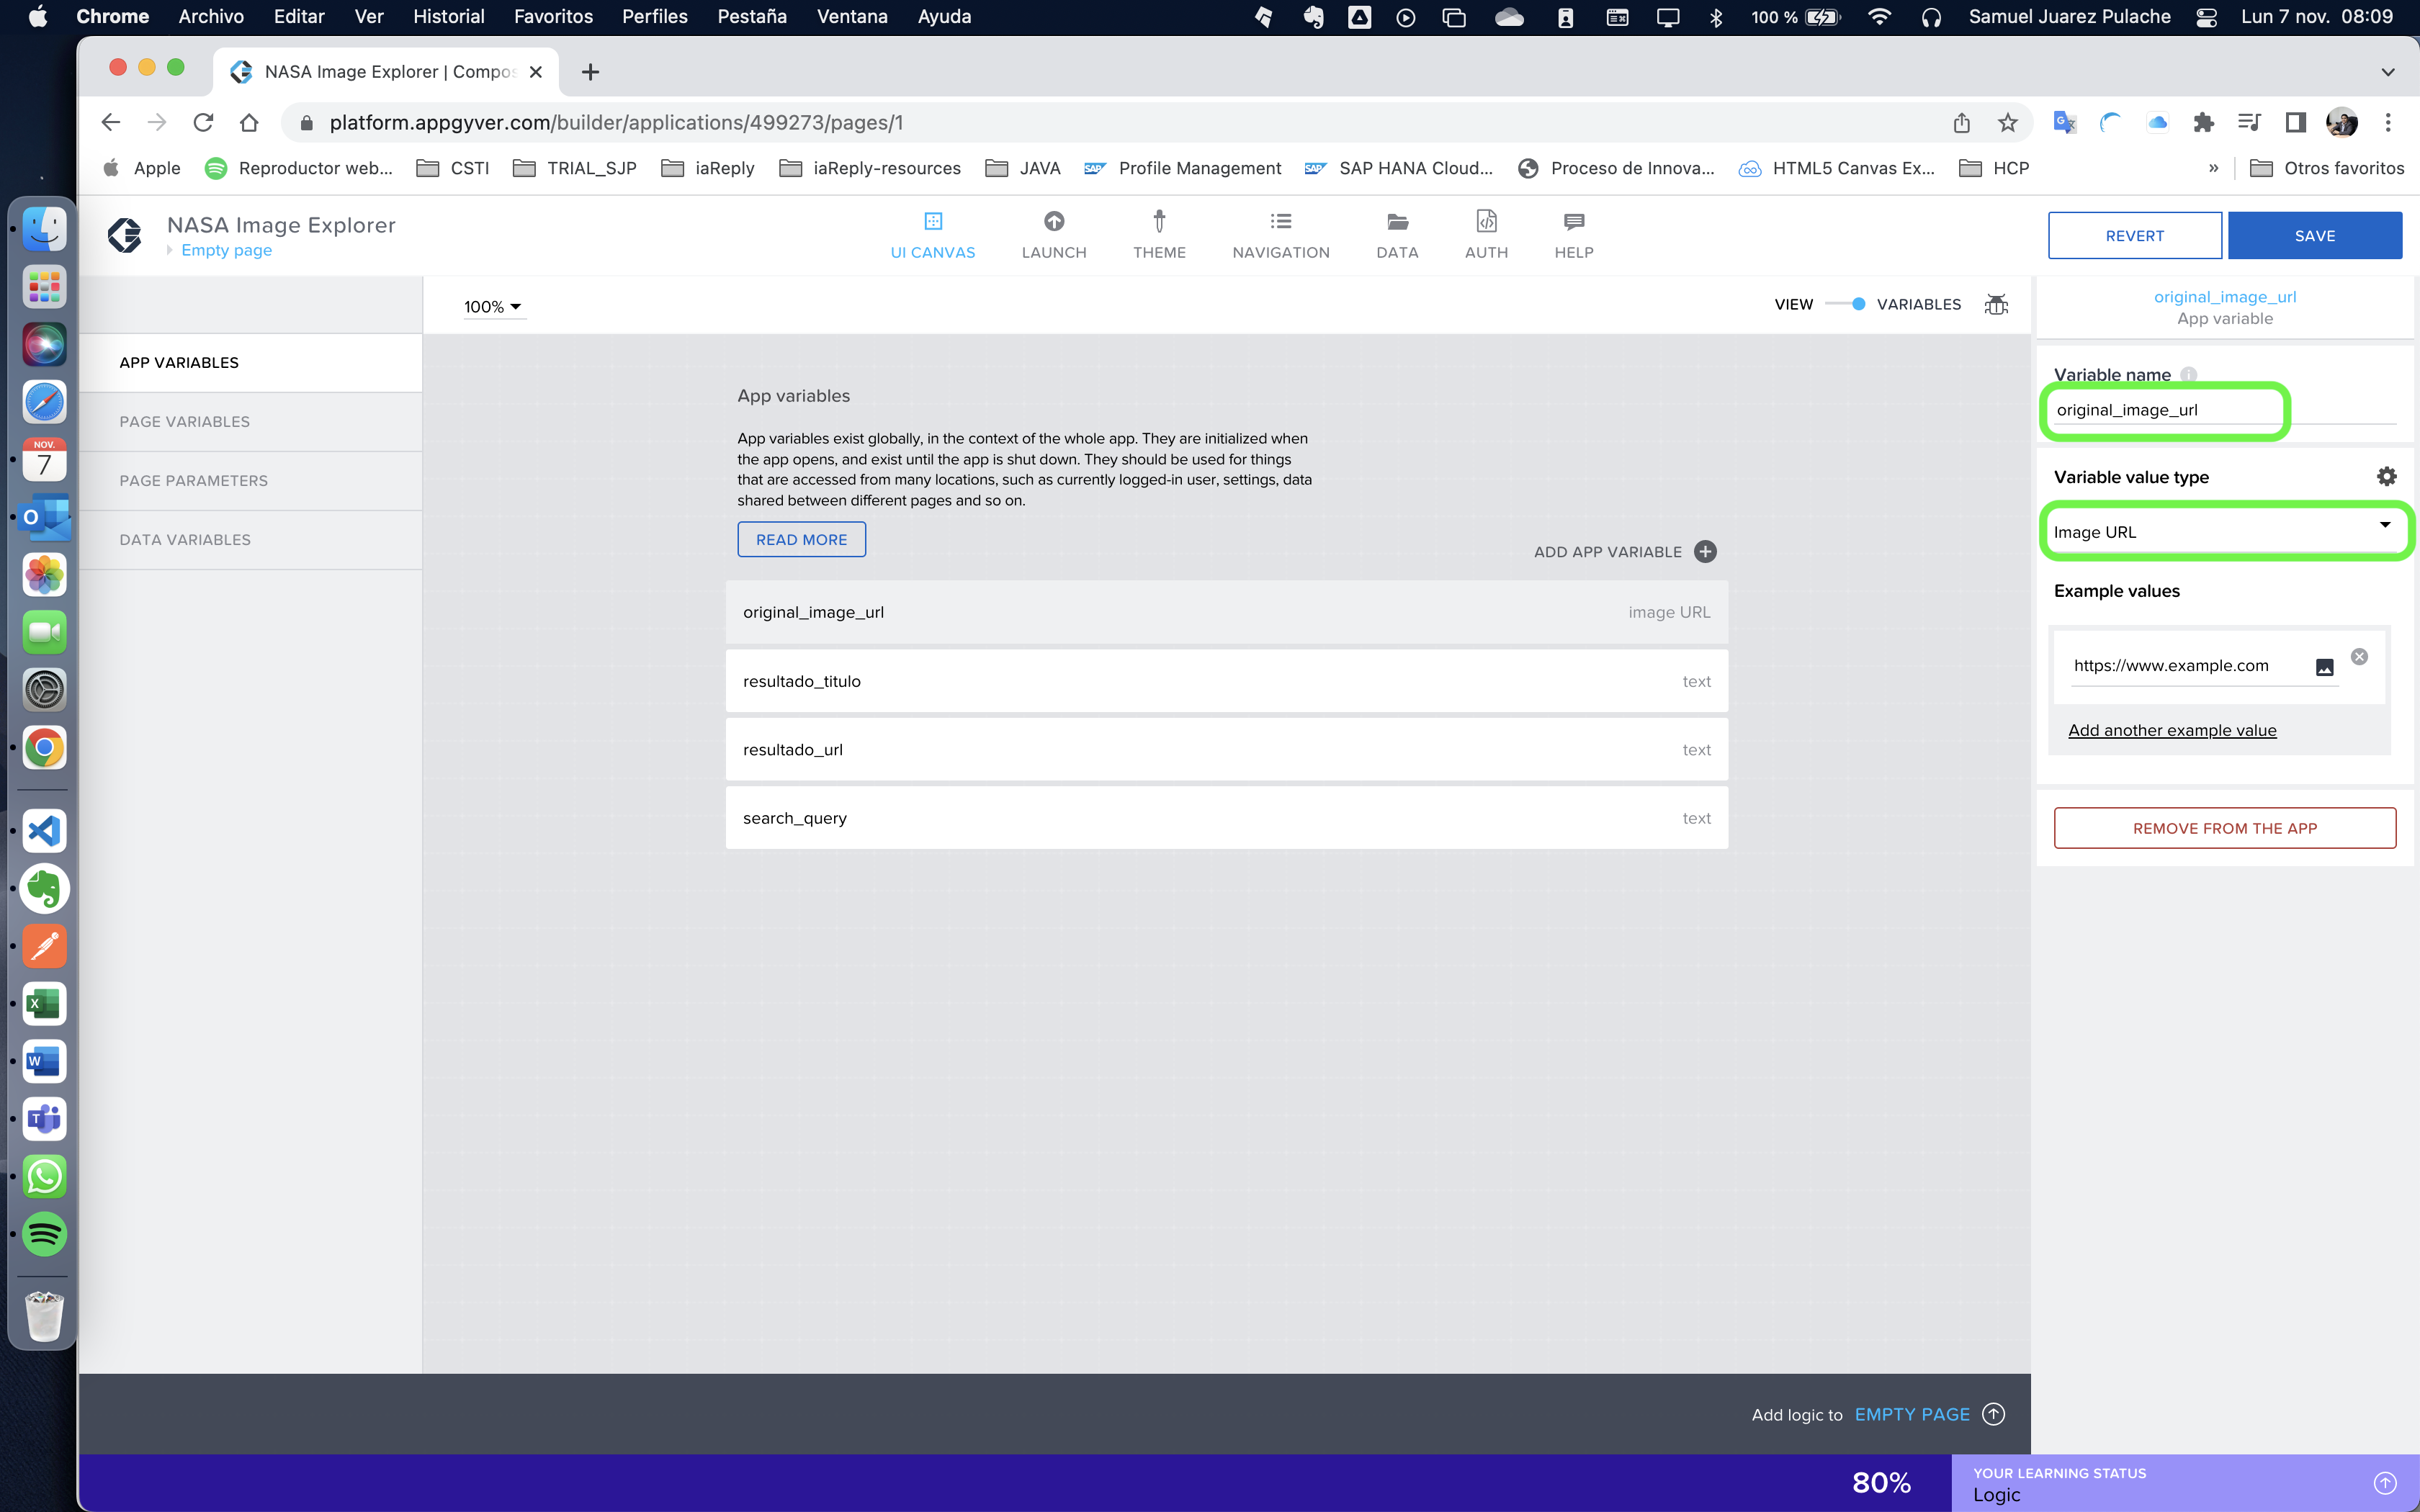 Chrome Archivo Editar Ver Historial Favoritos Perfiles Pestaña Ventana Ayuda 100 % Samuel Juarez Pulache Lun 7 nov. 08:09
NASA Image Explorer | Compos
platform.appgyver.com/builder/applications/499273/pages/1
Apple Reproductor web... CSTI TRIAL_SJP iaReply iaReply-resources JAVA SAP Profile Management SAP SAP HANA Cloud... Proceso de Innova... HTML5 Canvas Ex... HCP » Otros favoritos
NASA Image Explorer
Empty page
UI CANVAS LAUNCH THEME NAVIGATION DATA AUTH HELP
REVERT SAVE
100% VIEW VARIABLES
original_image_url
App variable
APP VARIABLES
PAGE VARIABLES
PAGE PARAMETERS
DATA VARIABLES
App variables
App variables exist globally, in the context of the whole app. They are initialized when
the app opens, and exist until the app is shut down. They should be used for things
that are accessed from many locations, such as currently logged-in user, settings, data
shared between different pages and so on.
READ MORE
ADD APP VARIABLE
original_image_url image URL
resultado_titulo text
resultado_url text
search_query text
Variable name
original_image_url
Variable value type
Image URL
Example values
https://www.example.com
Add another example value
REMOVE FROM THE APP
NOV.
7
Add logic to EMPTY PAGE
80%
YOUR LEARNING STATUS
Logic